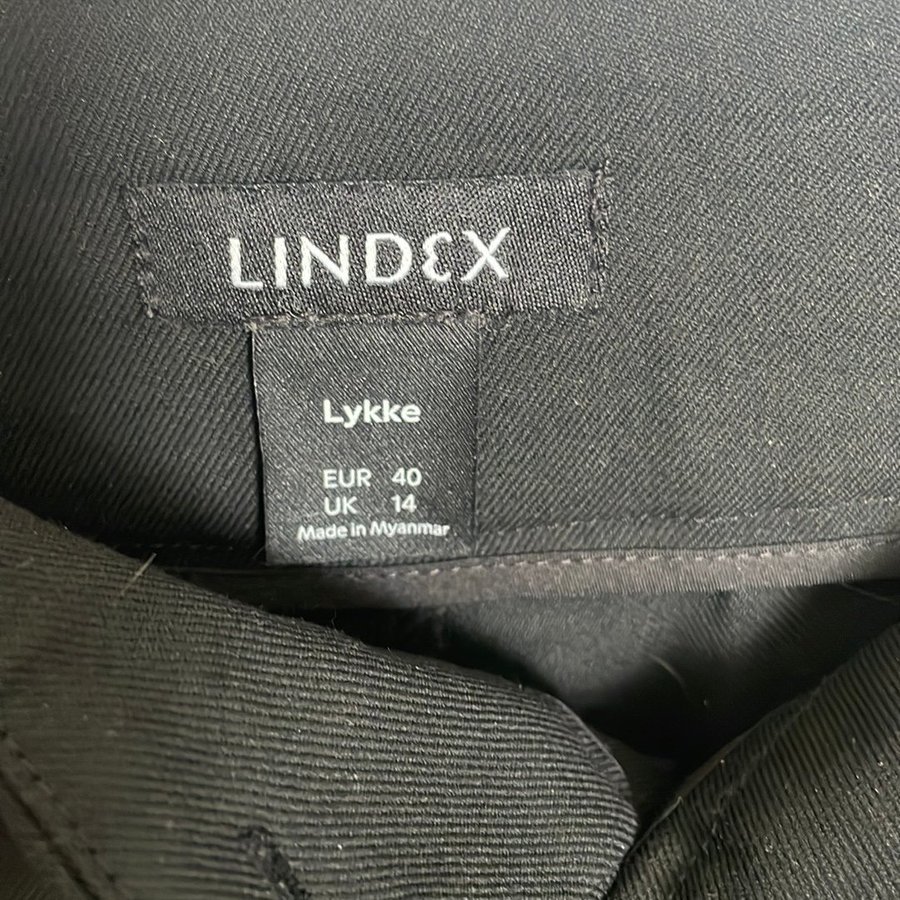 LINDEX
Lykke
EUR 40
UK 14
Made in Myanmar